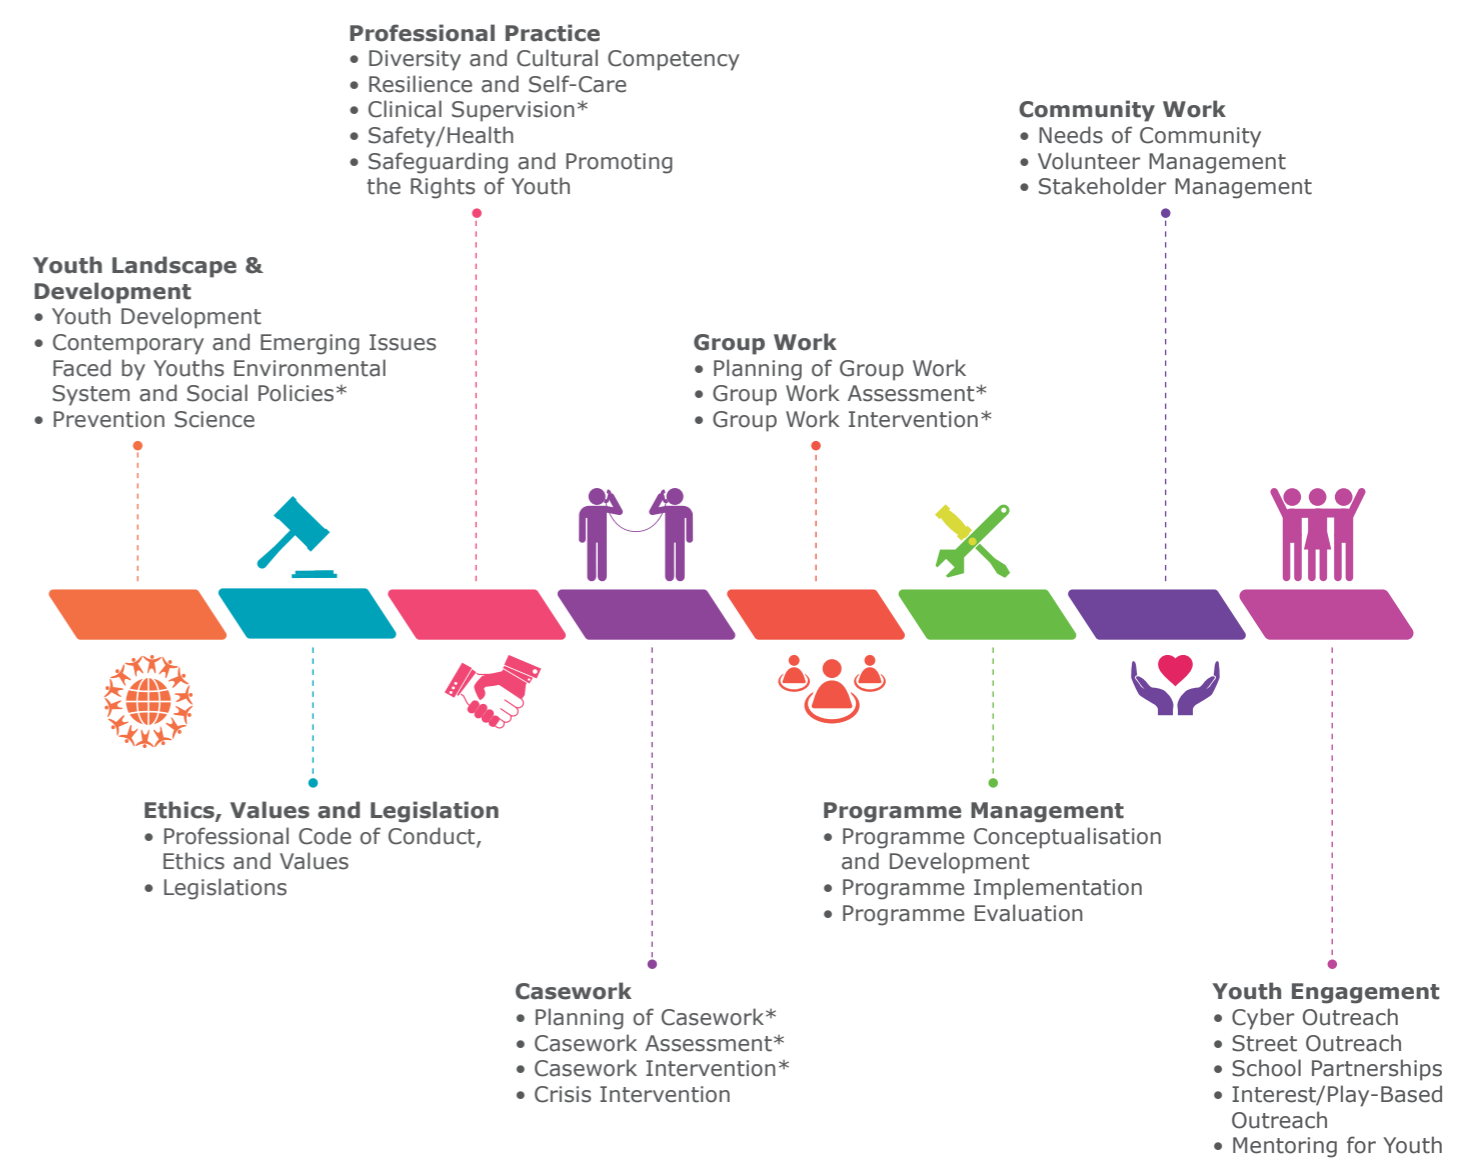 Professional Practice
• Diversity and Cultural Competency
• Resilience and Self-Care
• Clinical Supervision*
• Safety/Health
• Safeguarding and Promoting
the Rights of Youth
Community Work
• Needs of Community
• Volunteer Management
• Stakeholder Management
Youth Landscape &
Development
• Youth Development
• Contemporary and Emerging Issues
Faced by Youths Environmental
System and Social Policies*
• Prevention Science
Group Work
• Planning of Group Work
• Group Work Assessment*
• Group Work Intervention*
Ethics, Values and Legislation
• Professional Code of Conduct,
Ethics and Values
• Legislations
Programme Management
• Programme Conceptualisation
and Development
• Programme Implementation
• Programme Evaluation
Casework
• Planning of Casework*
• Casework Assessment*
• Casework Intervention*
• Crisis Intervention
Youth Engagement
• Cyber Outreach
• Street Outreach
• School Partnerships
• Interest/Play-Based
Outreach
• Mentoring for Youth